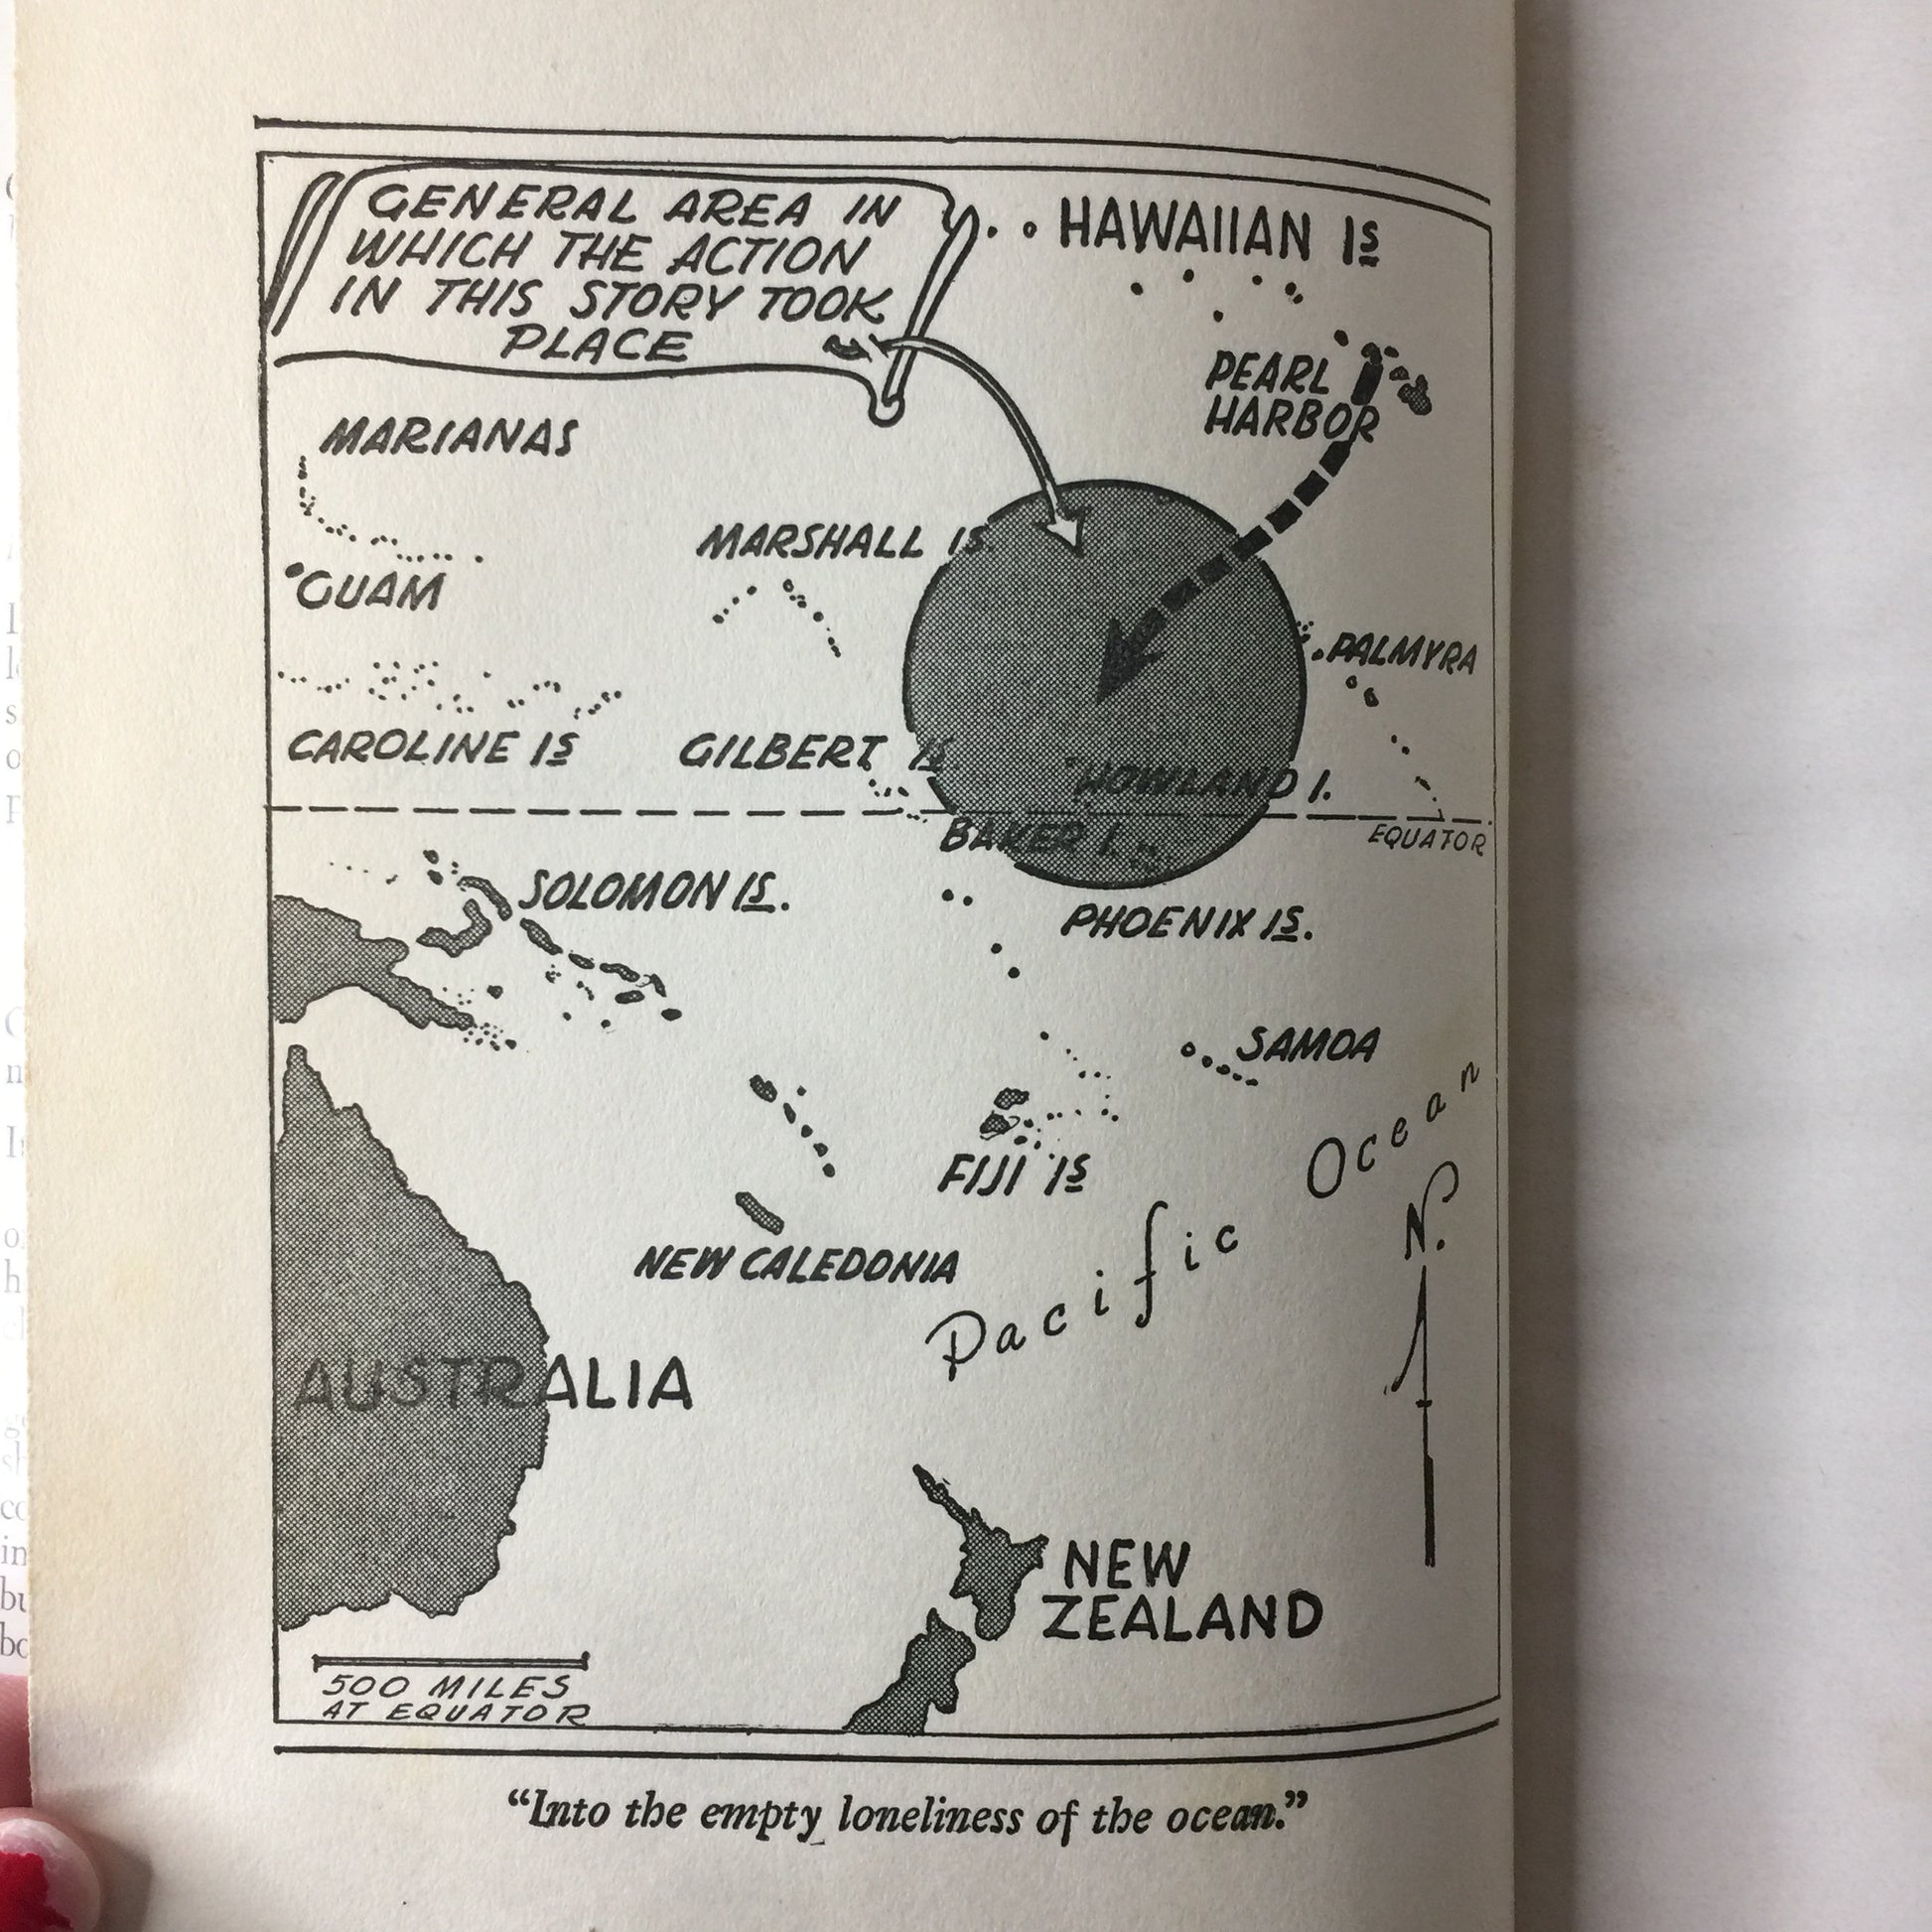 GENERAL AREA IN
WHICH THE ACTION
IN THIS STORY TOOK
PLACE
HAWAIIAN IS
PEARL
HARBOR
MARIANAS
MARSHALL IS.
GUAM
PALMYRA
CAROLINE IS
GILBERT IS
HOWLAND I.
BAKER I.
EQUATOR
SOLOMON IS.
PHOENIX IS.
SAMOA
FIJI IS
Pacific Ocean
N.
NEW CALEDONIA
AUSTRALIA
NEW
ZEALAND
500 MILES
AT EQUATOR
“Into the empty loneliness of the ocean.”